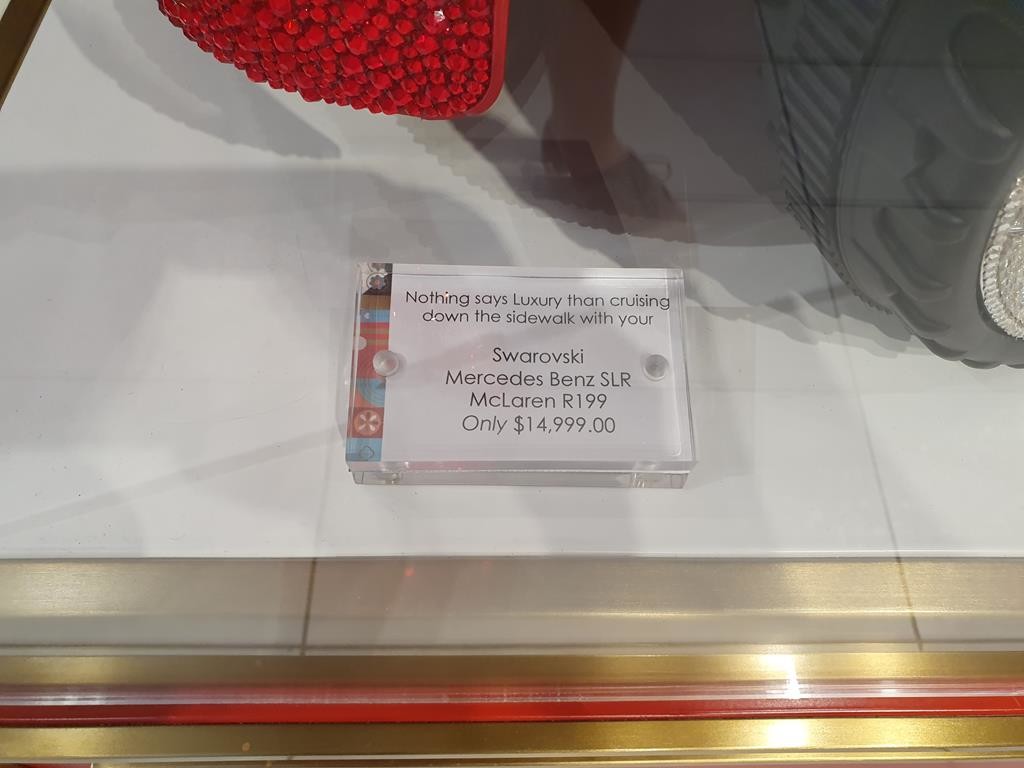 Nothing says Luxury than cruising
down the sidewalk with your
Swarovski
Mercedes Benz SLR
McLaren R199
Only $14,999.00